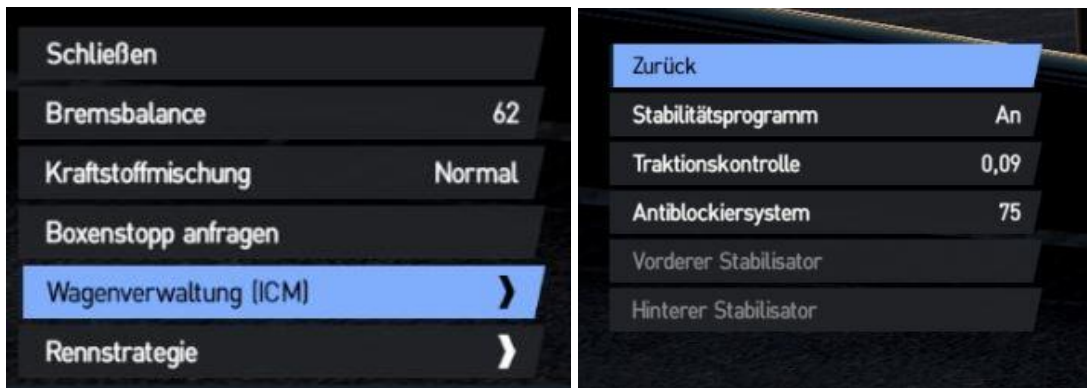 Schließen
Bremsbalance 62
Kraftstoffmischung Normal
Boxenstopp anfragen
Wagenverwaltung (ICM)
Rennstrategie
Zurück
Stabilitätsprogramm An
Traktionskontrolle 0,09
Antiblockiersystem 75
Vorderer Stabilisator
Hinterer Stabilisator